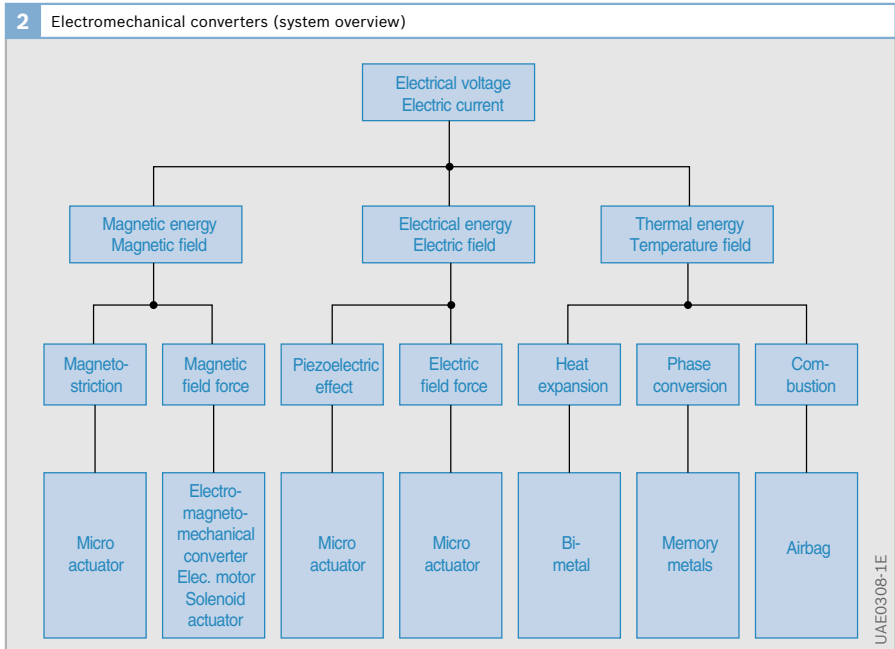 2
Electromechanical converters (system overview)
Electrical voltage
Electric current
Magnetic energy
Magnetic field
Electrical energy
Electric field
Thermal energy
Temperature field
Magneto-
striction
Magnetic
field force
Piezoelectric
effect
Electric
field force
Heat
expansion
Phase
conversion
Com-
bustion
Micro
actuator
Electro-
magneto-
mechanical
converter
Elec. motor
Solenoid
actuator
Micro
actuator
Micro
actuator
Bi-
metal
Memory
metals
Airbag
UAE0308-1E